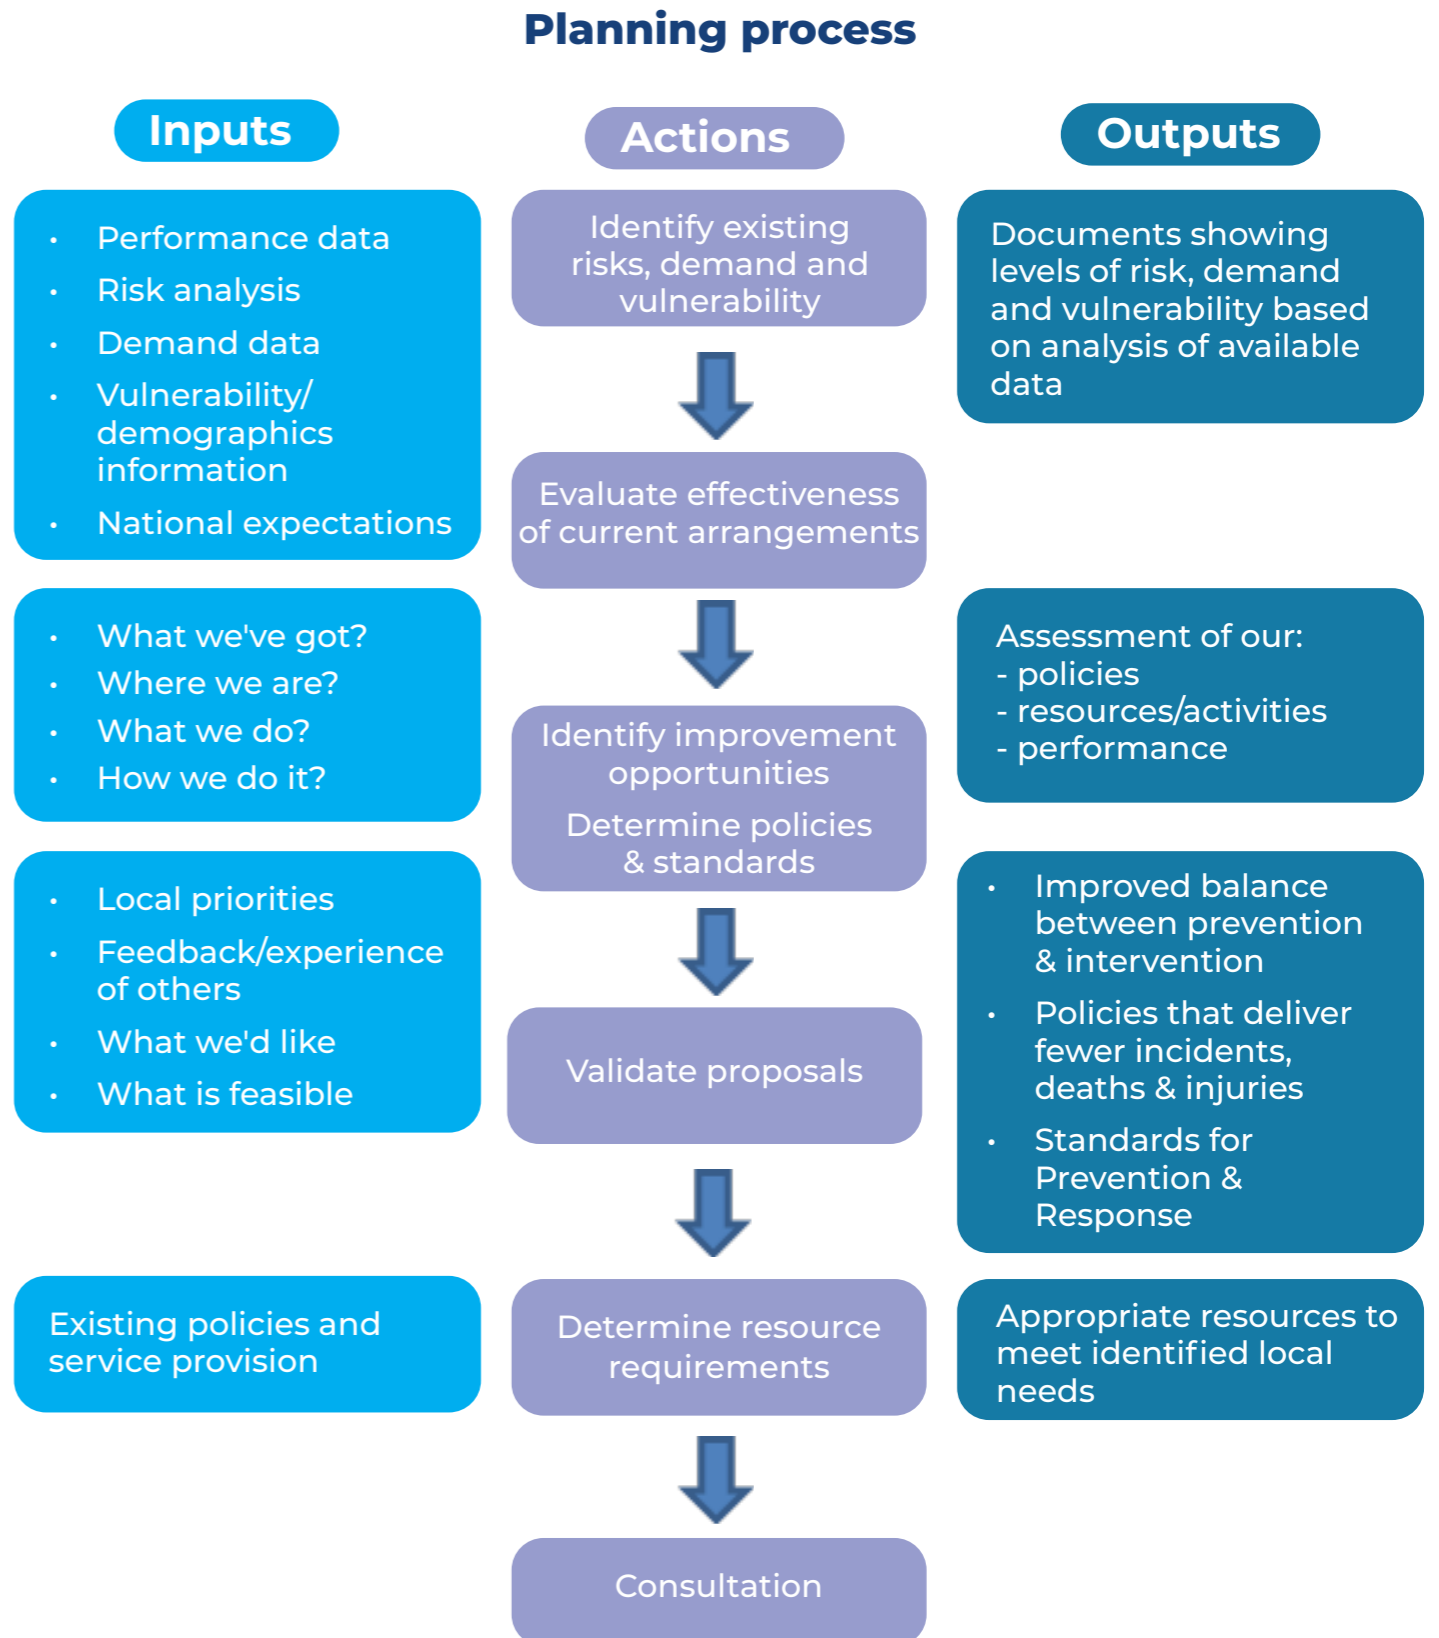 Planning process
Inputs
• Performance data
• Risk analysis
• Demand data
• Vulnerability/
demographics
information
• National expectations
• What we've got?
• Where we are?
• What we do?
• How we do it?
• Local priorities
• Feedback/experience
of others
• What we'd like
• What is feasible
Existing policies and
service provision
Actions
Identify existing
risks, demand and
vulnerability
Evaluate effectiveness
of current arrangements
Identify improvement
opportunities
Determine policies
& standards
Validate proposals
Determine resource
requirements
Consultation
Outputs
Documents showing
levels of risk, demand
and vulnerability based
on analysis of available
data
Assessment of our:
- policies
- resources/activities
- performance
• Improved balance
between prevention
& intervention
• Policies that deliver
fewer incidents,
deaths & injuries
• Standards for
Prevention &
Response
Appropriate resources to
meet identified local
needs